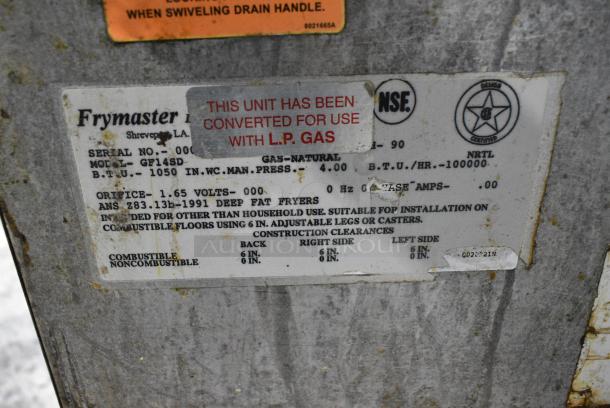 WHEN SWIVELING DRAIN HANDLE.
8021665A
Frymaster
Shreveport, LA.
THIS UNIT HAS BEEN
CONVERTED FOR USE
WITH L.P. GAS
NSF
DESIGN
CERTIFIED
NRTL
SERIAL NO.- 90
MODEL- GF14SD GAS-NATURAL B.T.U./HR.-100000
B.T.U.- 1050 IN.WC.MAN.PRESS.- 4.00
ORIFICE- 1.65 VOLTS- 000 0 Hz 0 PHASE AMPS- .00
ANS Z83.13b-1991 DEEP FAT FRYERS
INTENDED FOR OTHER THAN HOUSEHOLD USE. SUITABLE FOP INSTALLATION ON
COMBUSTIBLE FLOORS USING 6 IN. ADJUSTABLE LEGS OR CASTERS.
CONSTRUCTION CLEARANCES
BACK RIGHT SIDE LEFT SIDE
COMBUSTIBLE 6 IN. 6 IN. 6 IN.
NONCOMBUSTIBLE 0 IN. 0 IN. 0 IN.